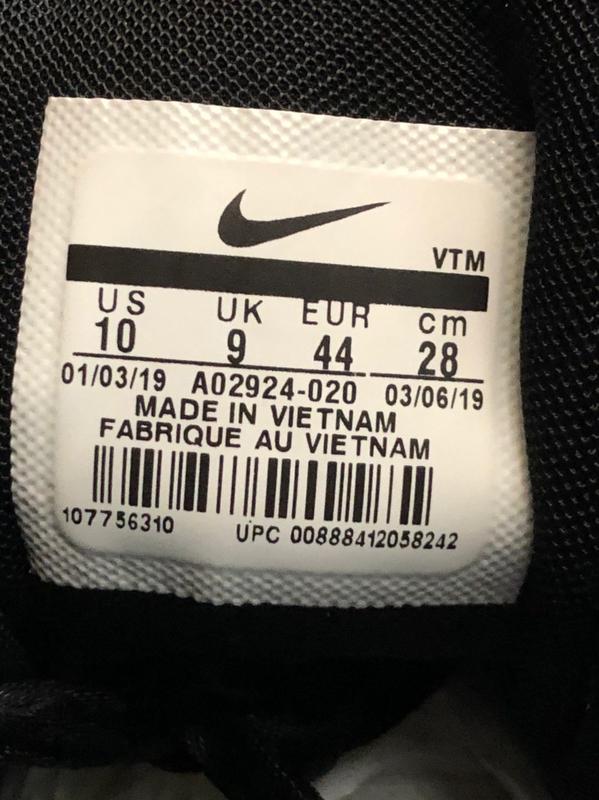 VTM
US UK EUR cm
10 9 44 28
01/03/19 A02924-020 03/06/19
MADE IN VIETNAM
FABRIQUE AU VIETNAM
107756310 UPC 00888412058242